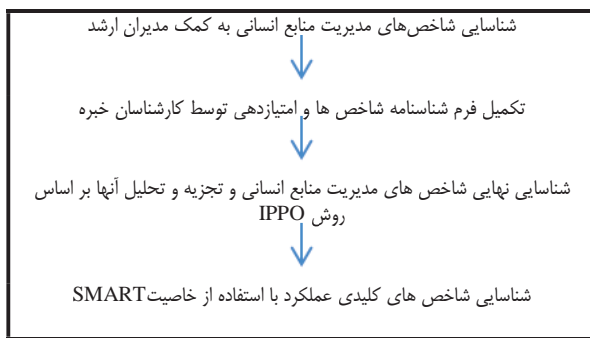 شناسایی شاخص‌های مدیریت منابع انسانی به کمک مدیران ارشد
تکمیل فرم شناسنامه شاخص ها و امتیازدهی توسط کارشناسان خبره
شناسایی نهایی شاخص های مدیریت منابع انسانی و تجزیه و تحلیل آنها بر اساس
روش IPPO
شناسایی شاخص های کلیدی عملکرد با استفاده از خاصیتSMART